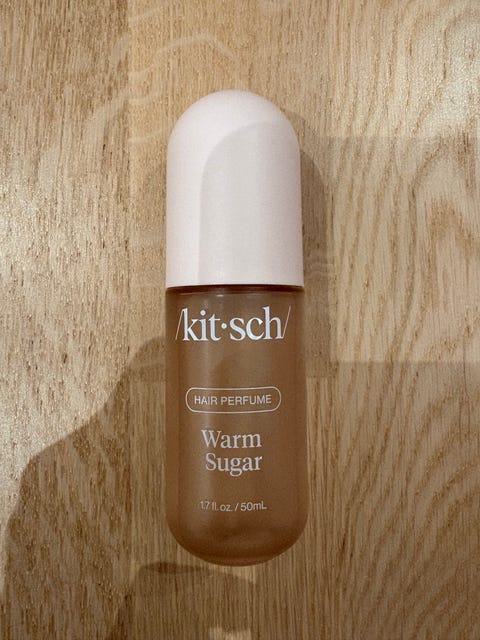 /kit·sch/
HAIR PERFUME
Warm
Sugar
1.7 fl. oz. / 50mL